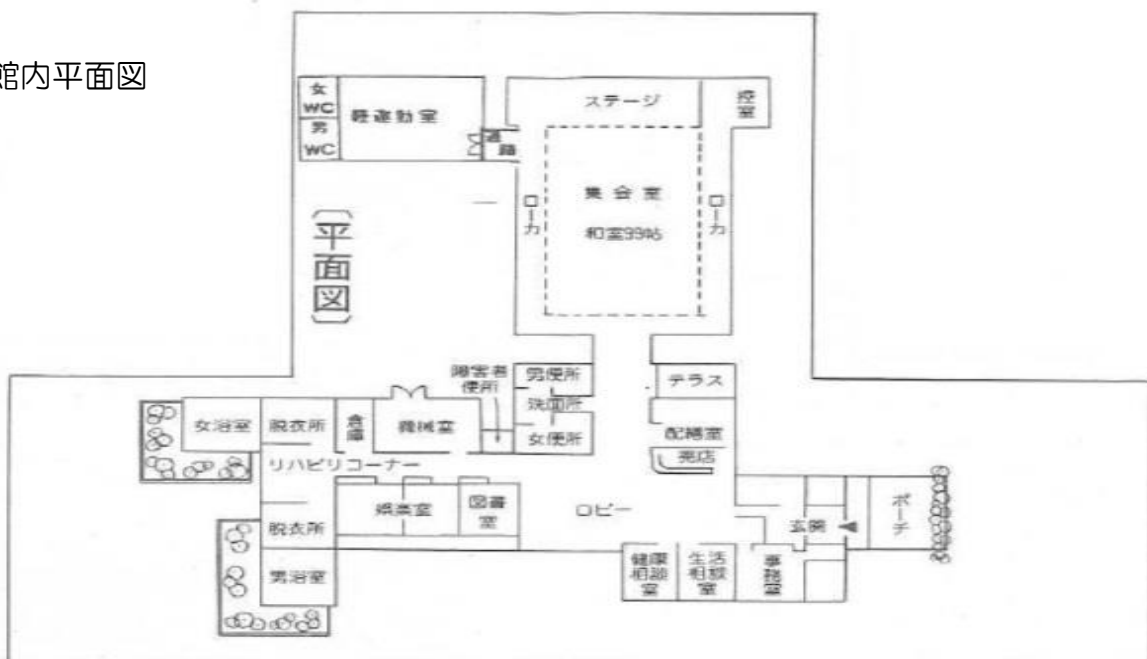 館内平面図
女
WC
男
WC
軽運動室
通路
ステージ
控室
ローカ
集会室
和室99帖
ローカ
〔平面図〕
障害者
便所
男便所
洗面所
女便所
テラス
配膳室
売店
女浴室
脱衣所
倉庫
機械室
リハビリコーナー
娯楽室
図書室
ロビー
玄関
ポーチ
脱衣所
男浴室
健康
相談
室
生活
相談
室
事務室